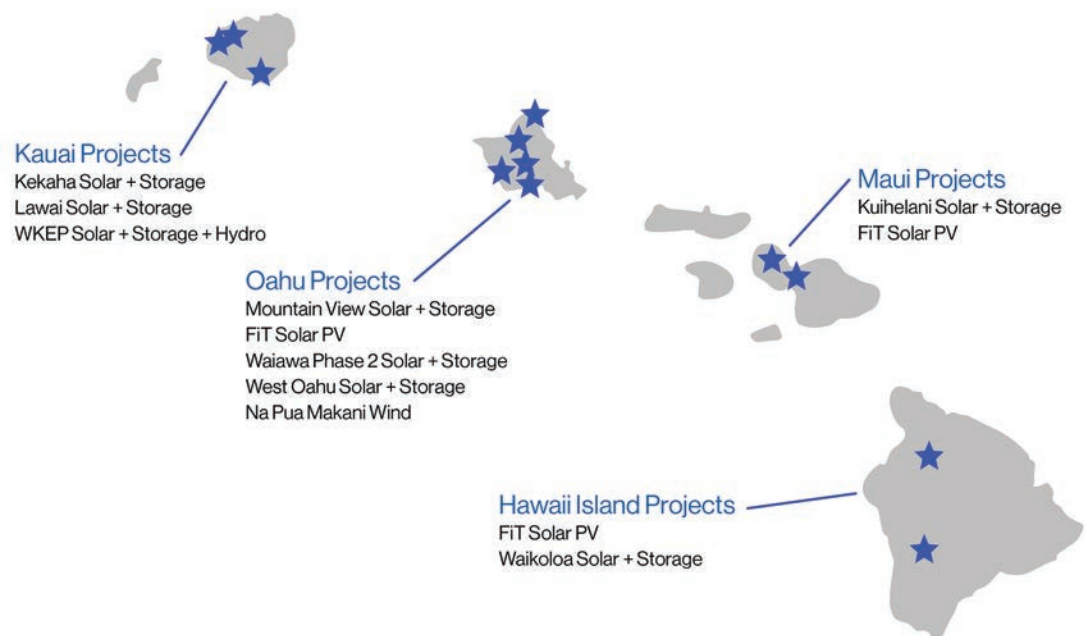 Kauai Projects
Kekaha Solar + Storage
Lawai Solar + Storage
WKEP Solar + Storage + Hydro
Oahu Projects
Mountain View Solar + Storage
FiT Solar PV
Waiawa Phase 2 Solar + Storage
West Oahu Solar + Storage
Na Pua Makani Wind
Maui Projects
Kuihelani Solar + Storage
FiT Solar PV
Hawaii Island Projects
FiT Solar PV
Waikoloa Solar + Storage